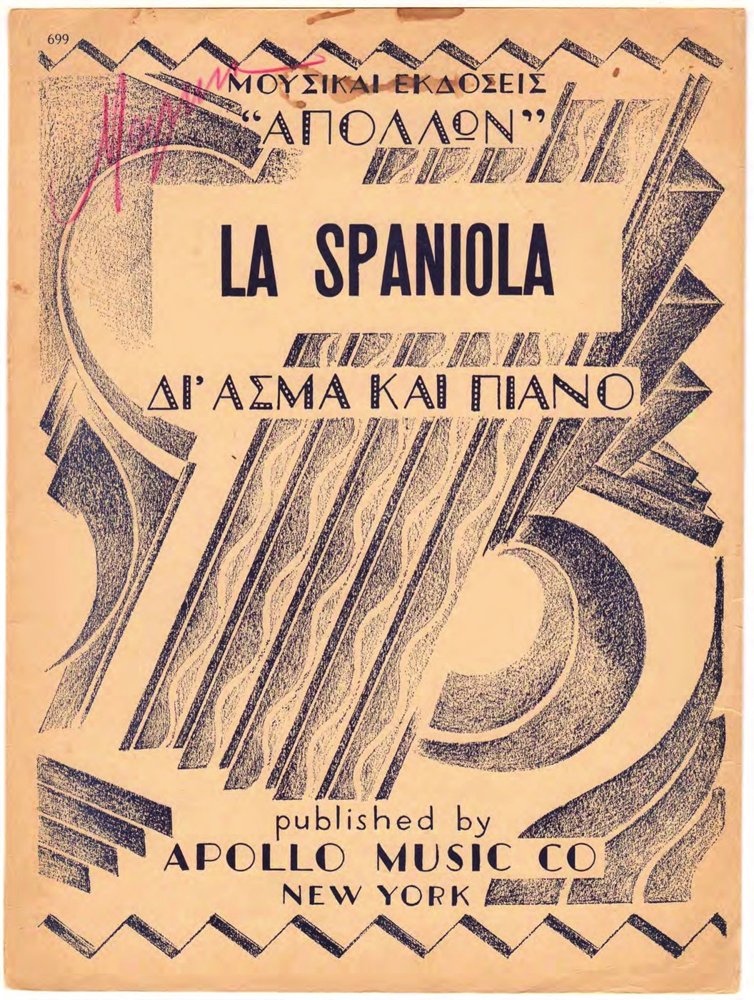 699
ΜΟΥΣΙΚΑΙ ΕΚΔΟΣΕΙΣ
“ΑΠΟΛΛΩΝ”
LA SPANIOLA
ΔΙ’ ΑΣΜΑ ΚΑΙ ΠΙΑΝΟ
published by
APOLLO MUSIC CO
NEW YORK